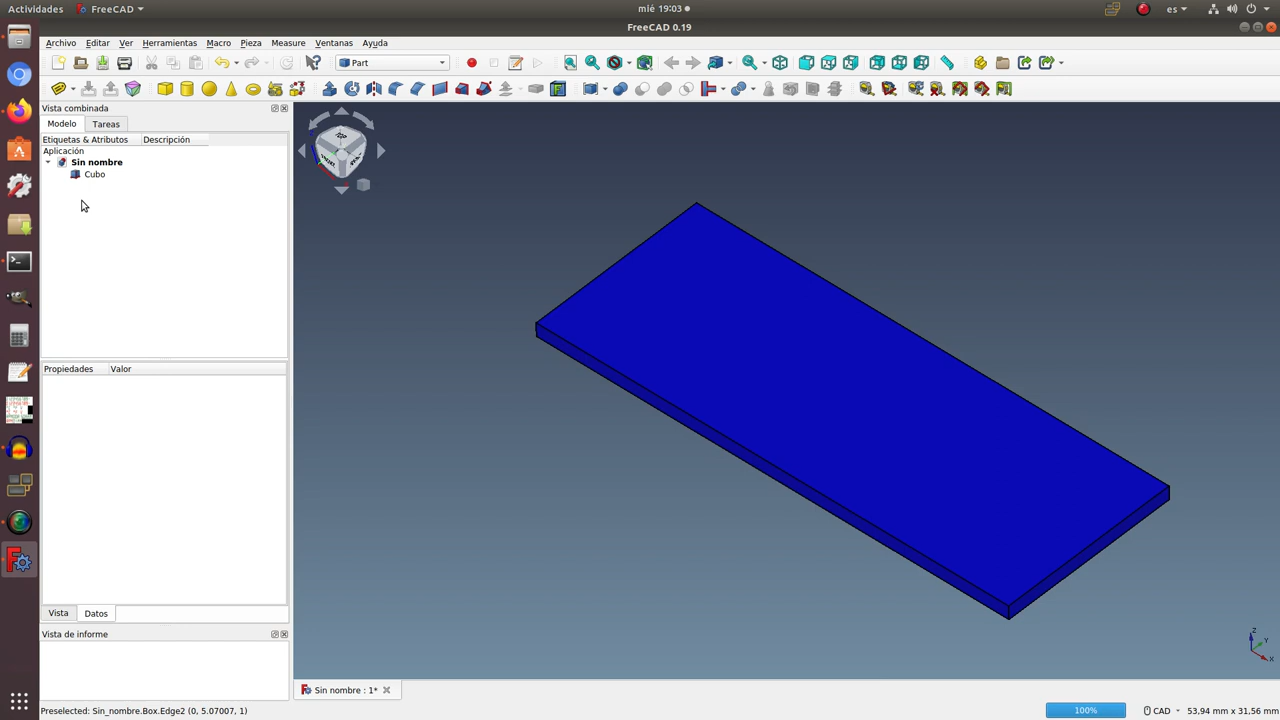 Actividades FreeCAD mié 19:03 es
FreeCAD 0.19
Archivo Editar Ver Herramientas Macro Pieza Measure Ventanas Ayuda
Part
Vista combinada
Modelo Tareas
Etiquetas & Atributos Descripción
Aplicación
Sin nombre
Cubo
Propiedades Valor
Vista Datos
Vista de informe
Sin nombre : 1*
Z
Y
X
Preselected: Sin_nombre.Box.Edge2 (0, 5.07007, 1) 100% CAD 53,94 mm x 31,56 mm